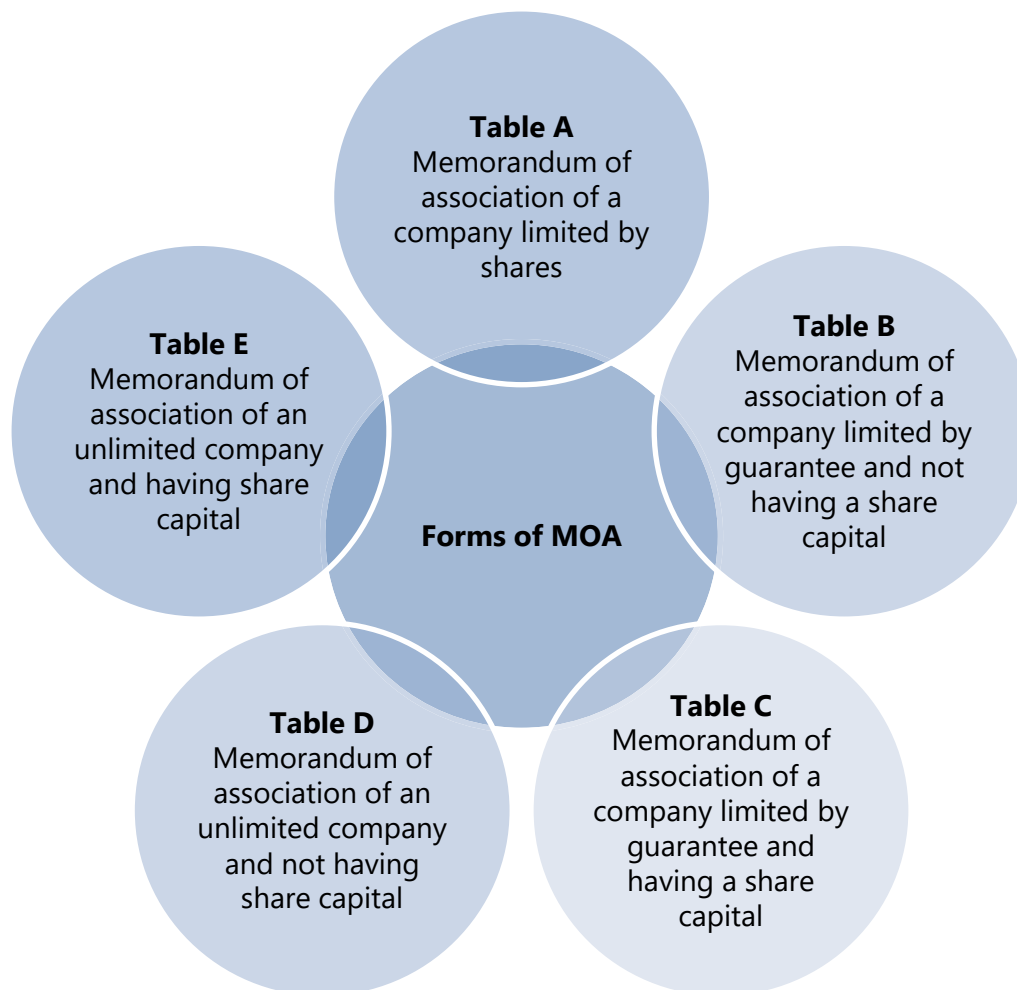 Table A
Memorandum of
association of a
company limited by
shares
Table B
Memorandum of
association of a
company limited by
guarantee and not
having a share
capital
Table C
Memorandum of
association of a
company limited by
guarantee and
having a share
capital
Table D
Memorandum of
association of an
unlimited company
and not having
share capital
Table E
Memorandum of
association of an
unlimited company
and having share
capital
Forms of MOA